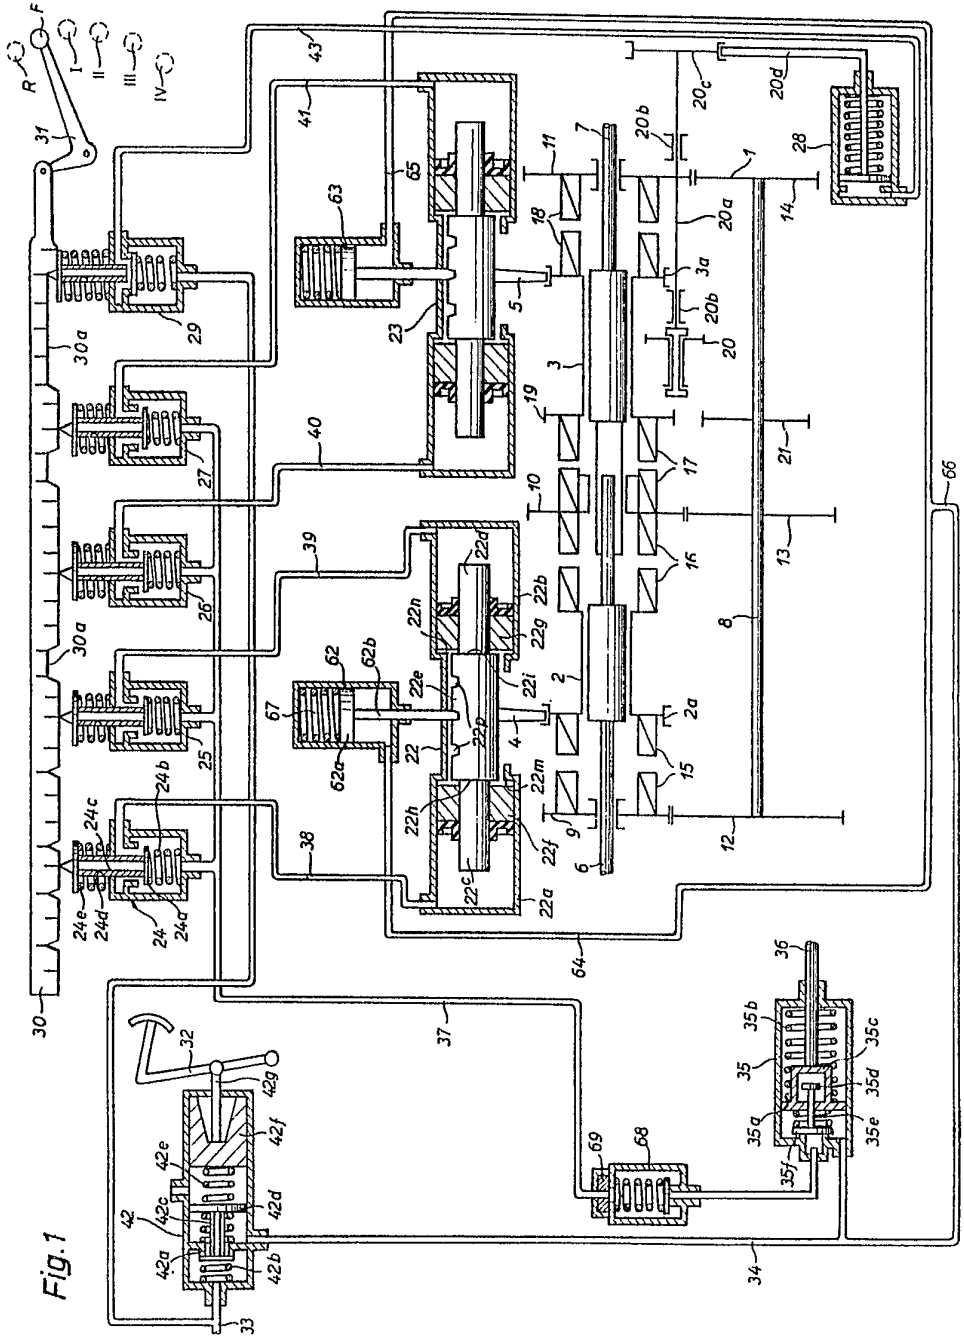 Fig.1
R
F
I
II
III
IV
31
43
41
65
63
7
11
18
20b
20c
20d
28
1
14
20a
3a
20b
20
5
23
3
19
29
30a
27
40
10
17
21
66
13
16
26
39
22d
22b
22h
22g
22i
22e
62
62b
67
62a
22
22p
4
2
2a
15
8
30a
25
24b
24c
24e
24d
24
24a
38
22h
22m
22f
22c
22a
9
6
12
64
30
32
42g
37
36
35b
35
35c
35d
35a
35e
35f
42f
42e
42c
42d
42
42a
42b
69
68
33
34